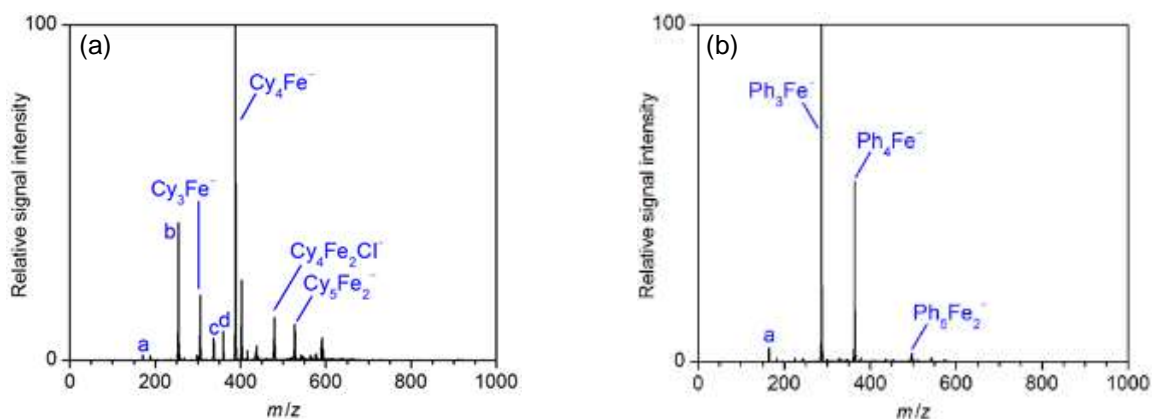 100
(a)
Cy₄Fe⁻
Cy₃Fe⁻
b
Cy₄Fe₂Cl⁻
Cy₅Fe₂⁻
a
c
d
0
0 200 400 600 800 1000
m/z
Relative signal intensity
100
(b)
Ph₃Fe⁻
Ph₄Fe⁻
Ph₅Fe₂⁻
a
0
0 200 400 600 800 1000
m/z
Relative signal intensity